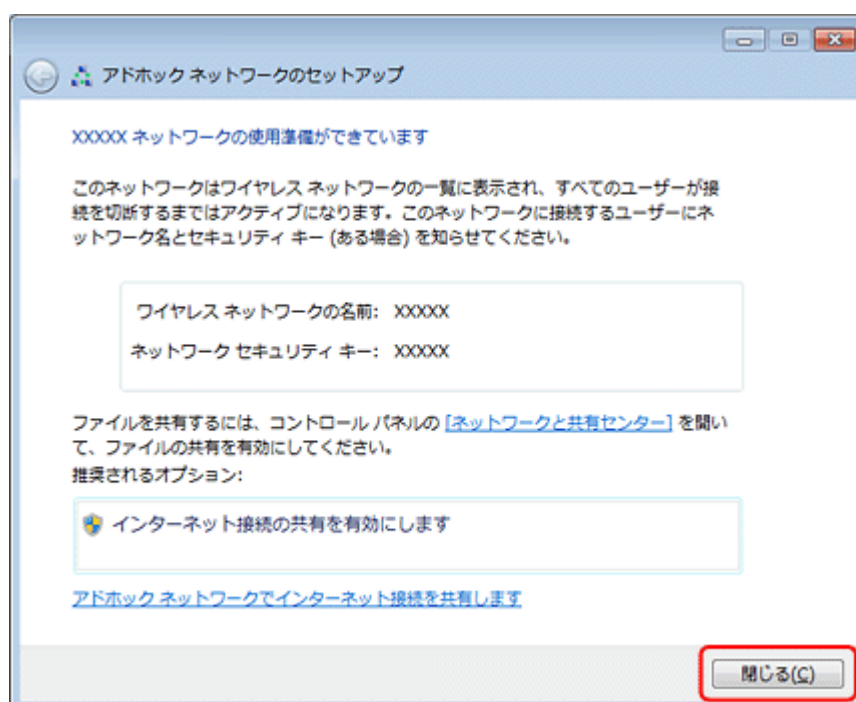 アドホック ネットワークのセットアップ
XXXXX ネットワークの使用準備ができています
このネットワークはワイヤレス ネットワークの一覧に表示され、すべてのユーザーが接
続を切断するまではアクティブになります。このネットワークに接続するユーザーにネ
ットワーク名とセキュリティ キー (ある場合) を知らせてください。
ワイヤレス ネットワークの名前: XXXXX
ネットワーク セキュリティ キー: XXXXX
ファイルを共有するには、コントロール パネルの [ネットワークと共有センター] を開い
て、ファイルの共有を有効にしてください。
推奨されるオプション:
インターネット接続の共有を有効にします
アドホック ネットワークでインターネット接続を共有します
閉じる(C)